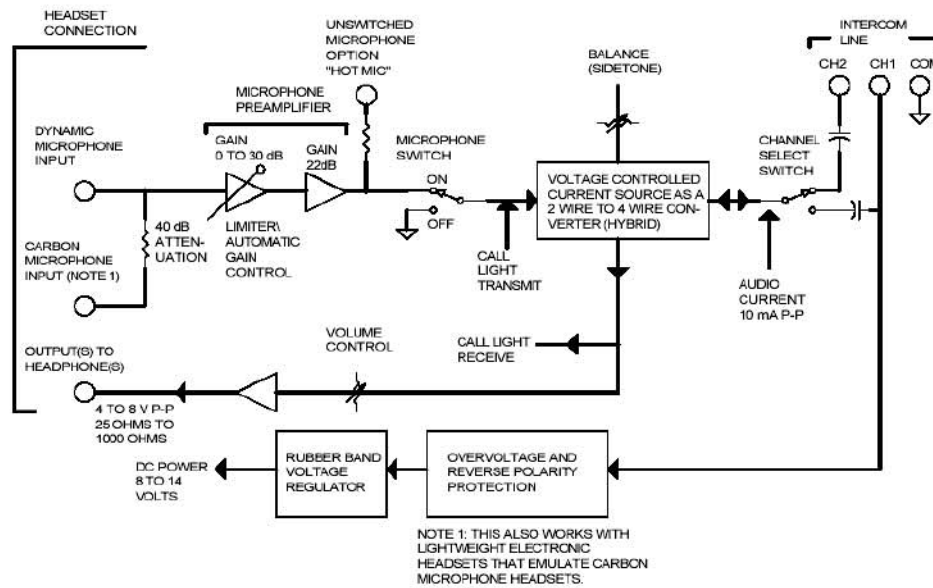 HEADSET
CONNECTION
UNSWITCHED
MICROPHONE
OPTION
"HOT MIC"
BALANCE
(SIDETONE)
INTERCOM
LINE
CH2
CH1
COM
MICROPHONE
PREAMPLIFIER
DYNAMIC
MICROPHONE
INPUT
GAIN
0 TO 30 dB
GAIN
22dB
MICROPHONE
SWITCH
ON
OFF
CHANNEL
SELECT
SWITCH
VOLTAGE CONTROLLED
CURRENT SOURCE AS A
2 WIRE TO 4 WIRE CON-
VERTER (HYBRID)
40 dB
ATTEN-
UATION
LIMITER\
AUTOMATIC
GAIN
CONTROL
CARBON
MICROPHONE
INPUT (NOTE 1)
CALL
LIGHT
TRANSMIT
AUDIO
CURRENT
10 mA P-P
VOLUME
CONTROL
CALL LIGHT
RECEIVE
OUTPUT(S) TO
HEADPHONE(S)
4 TO 8 V P-P
25 OHMS TO
1000 OHMS
DC POWER
8 TO 14
VOLTS
RUBBER BAND
VOLTAGE
REGULATOR
OVERVOLTAGE AND
REVERSE POLARITY
PROTECTION
NOTE 1: THIS ALSO WORKS WITH
LIGHTWEIGHT ELECTRONIC
HEADSETS THAT EMULATE CARBON
MICROPHONE HEADSETS.